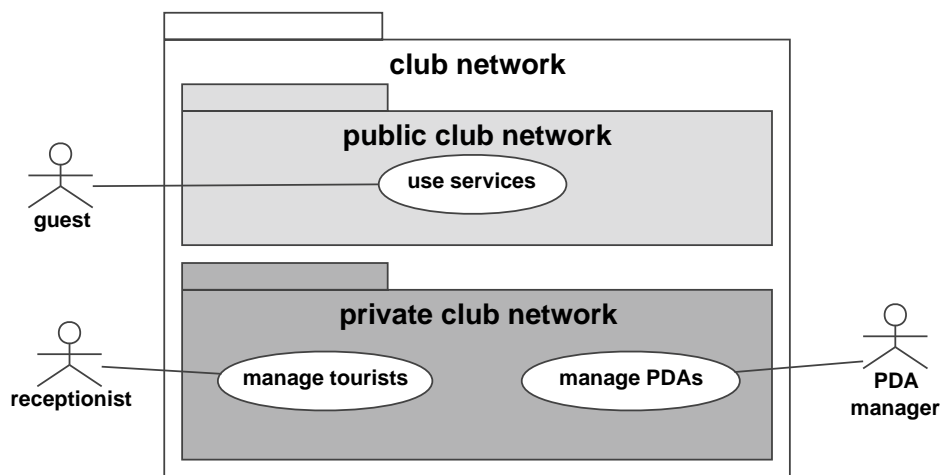 club network
public club network
use services
guest
private club network
manage tourists
manage PDAs
receptionist
PDA
manager